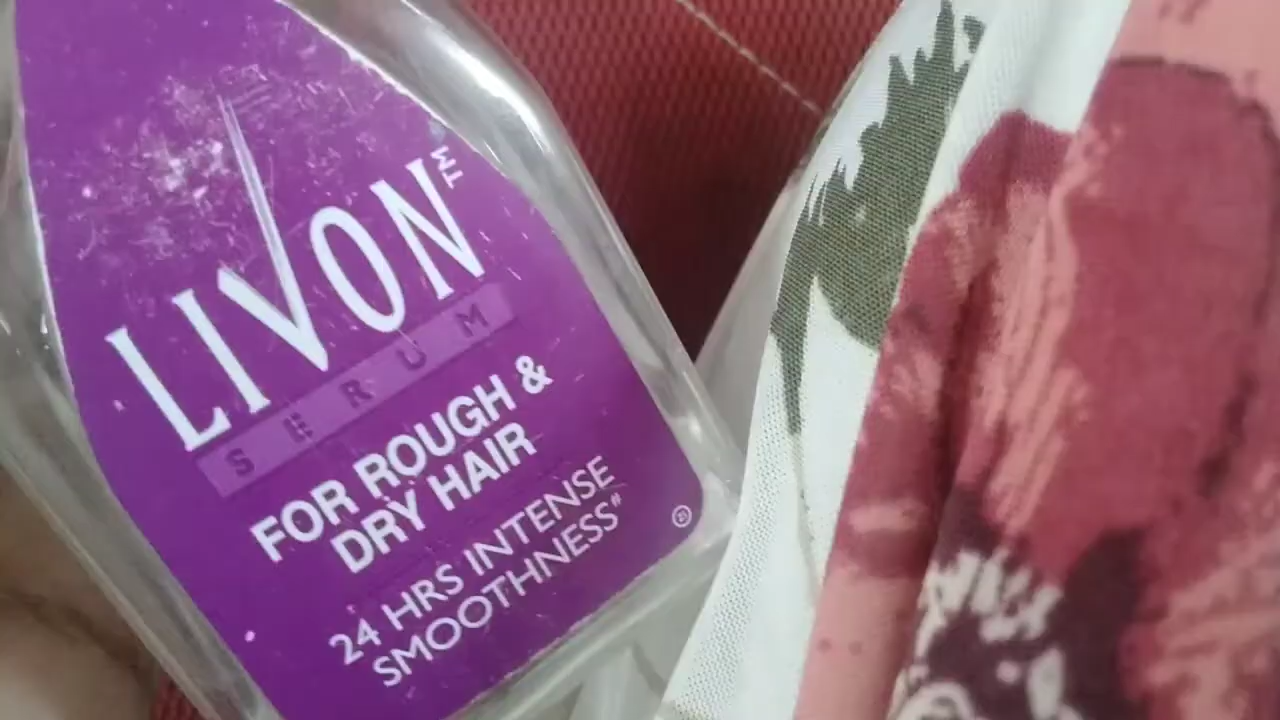 LIVON™
SERUM
FOR ROUGH &
DRY HAIR
24 HRS INTENSE
SMOOTHNESS#